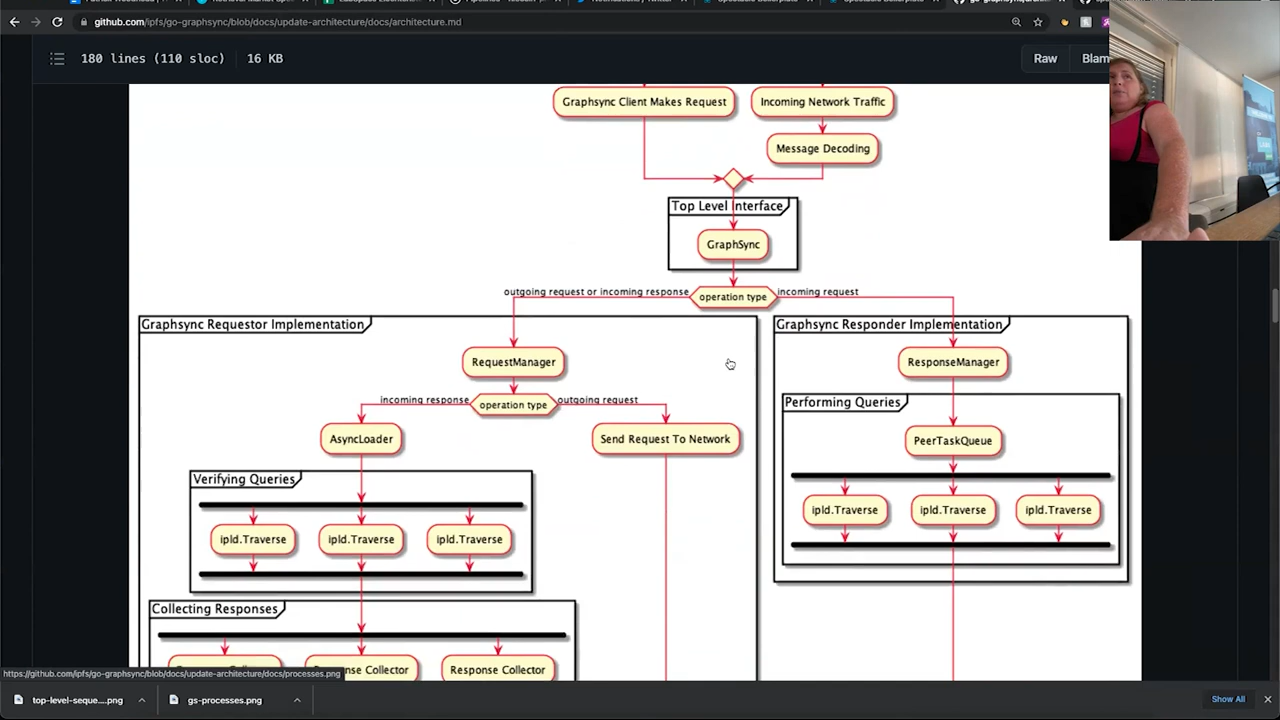 github.com/ipfs/go-graphsync/blob/docs/update-architecture/docs/architecture.md
180 lines (110 sloc)
16 KB
Raw
Graphsync Client Makes Request
Incoming Network Traffic
Message Decoding
Top Level Interface
GraphSync
outgoing request or incoming response
operation type
incoming request
Graphsync Requestor Implementation
Graphsync Responder Implementation
RequestManager
ResponseManager
incoming response
operation type
outgoing request
Performing Queries
AsyncLoader
Send Request To Network
PeerTaskQueue
Verifying Queries
ipld.Traverse
ipld.Traverse
ipld.Traverse
ipld.Traverse
ipld.Traverse
ipld.Traverse
Collecting Responses
Response Collector
https://github.com/ipfs/go-graphsync/blob/docs/update-architecture/docs/processes.png
top-level-seque....png
gs-processes.png
Show All